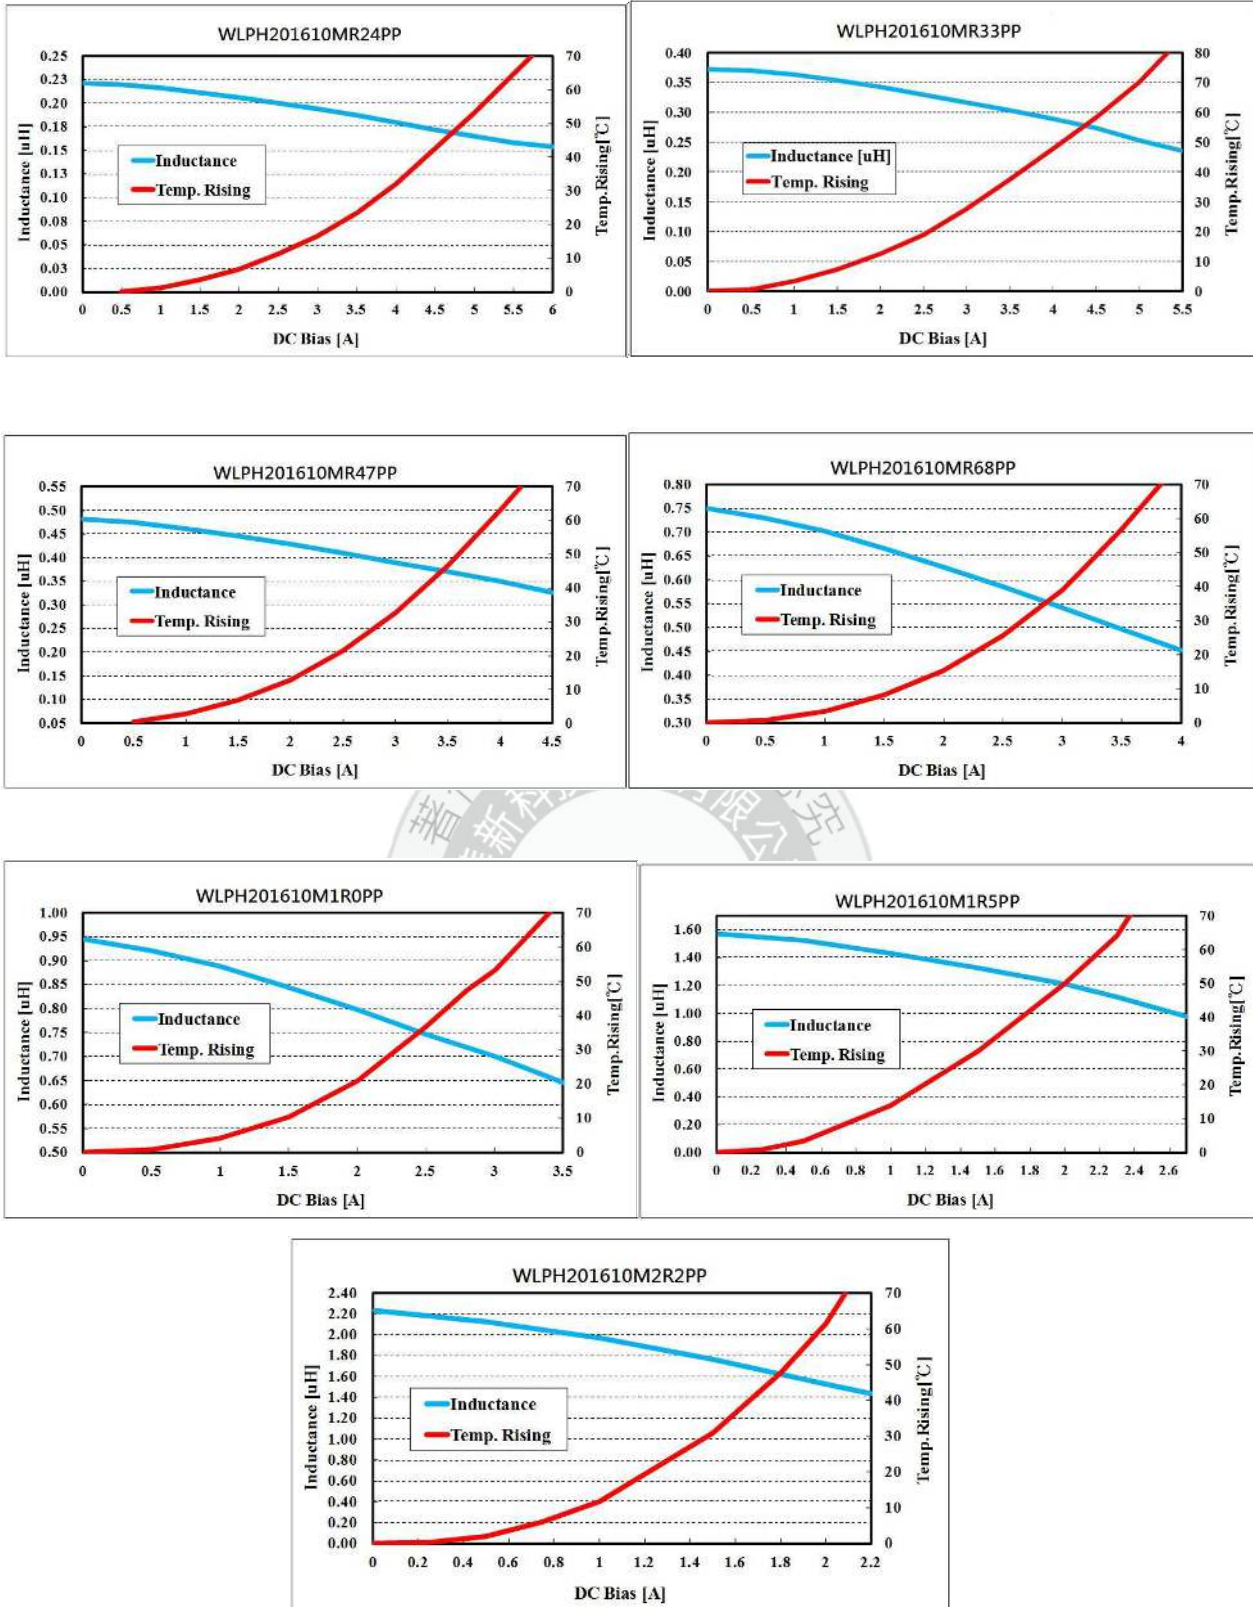 WLPH201610MR24PP
Inductance [uH]
0.25
0.23
0.20
0.18
0.15
0.13
0.10
0.08
0.05
0.03
0.00
Inductance
Temp. Rising
70
60
50
40
30
20
10
0
Temp.Rising[℃]
0 0.5 1 1.5 2 2.5 3 3.5 4 4.5 5 5.5 6
DC Bias [A]
WLPH201610MR33PP
Inductance [uH]
0.40
0.35
0.30
0.25
0.20
0.15
0.10
0.05
0.00
Inductance [uH]
Temp. Rising
80
70
60
50
40
30
20
10
0
Temp.Rising[℃]
0 0.5 1 1.5 2 2.5 3 3.5 4 4.5 5 5.5
DC Bias [A]
WLPH201610MR47PP
Inductance [uH]
0.55
0.50
0.45
0.40
0.35
0.30
0.25
0.20
0.15
0.10
0.05
Inductance
Temp. Rising
70
60
50
40
30
20
10
0
Temp.Rising[℃]
0 0.5 1 1.5 2 2.5 3 3.5 4 4.5
DC Bias [A]
WLPH201610MR68PP
Inductance [uH]
0.80
0.75
0.70
0.65
0.60
0.55
0.50
0.45
0.40
0.35
0.30
Inductance
Temp. Rising
70
60
50
40
30
20
10
0
Temp.Rising[℃]
0 0.5 1 1.5 2 2.5 3 3.5 4
DC Bias [A]
新科
有限公
究
WLPH201610M1R0PP
Inductance [uH]
1.00
0.95
0.90
0.85
0.80
0.75
0.70
0.65
0.60
0.55
0.50
Inductance
Temp. Rising
70
60
50
40
30
20
10
0
Temp.Rising[℃]
0 0.5 1 1.5 2 2.5 3 3.5
DC Bias [A]
WLPH201610M1R5PP
Inductance [uH]
1.60
1.40
1.20
1.00
0.80
0.60
0.40
0.20
0.00
Inductance
Temp. Rising
70
60
50
40
30
20
10
0
Temp.Rising[℃]
0 0.2 0.4 0.6 0.8 1 1.2 1.4 1.6 1.8 2 2.2 2.4 2.6
DC Bias [A]
WLPH201610M2R2PP
Inductance [uH]
2.40
2.20
2.00
1.80
1.60
1.40
1.20
1.00
0.80
0.60
0.40
0.20
0.00
Inductance
Temp. Rising
70
60
50
40
30
20
10
0
Temp.Rising[℃]
0 0.2 0.4 0.6 0.8 1 1.2 1.4 1.6 1.8 2 2.2
DC Bias [A]